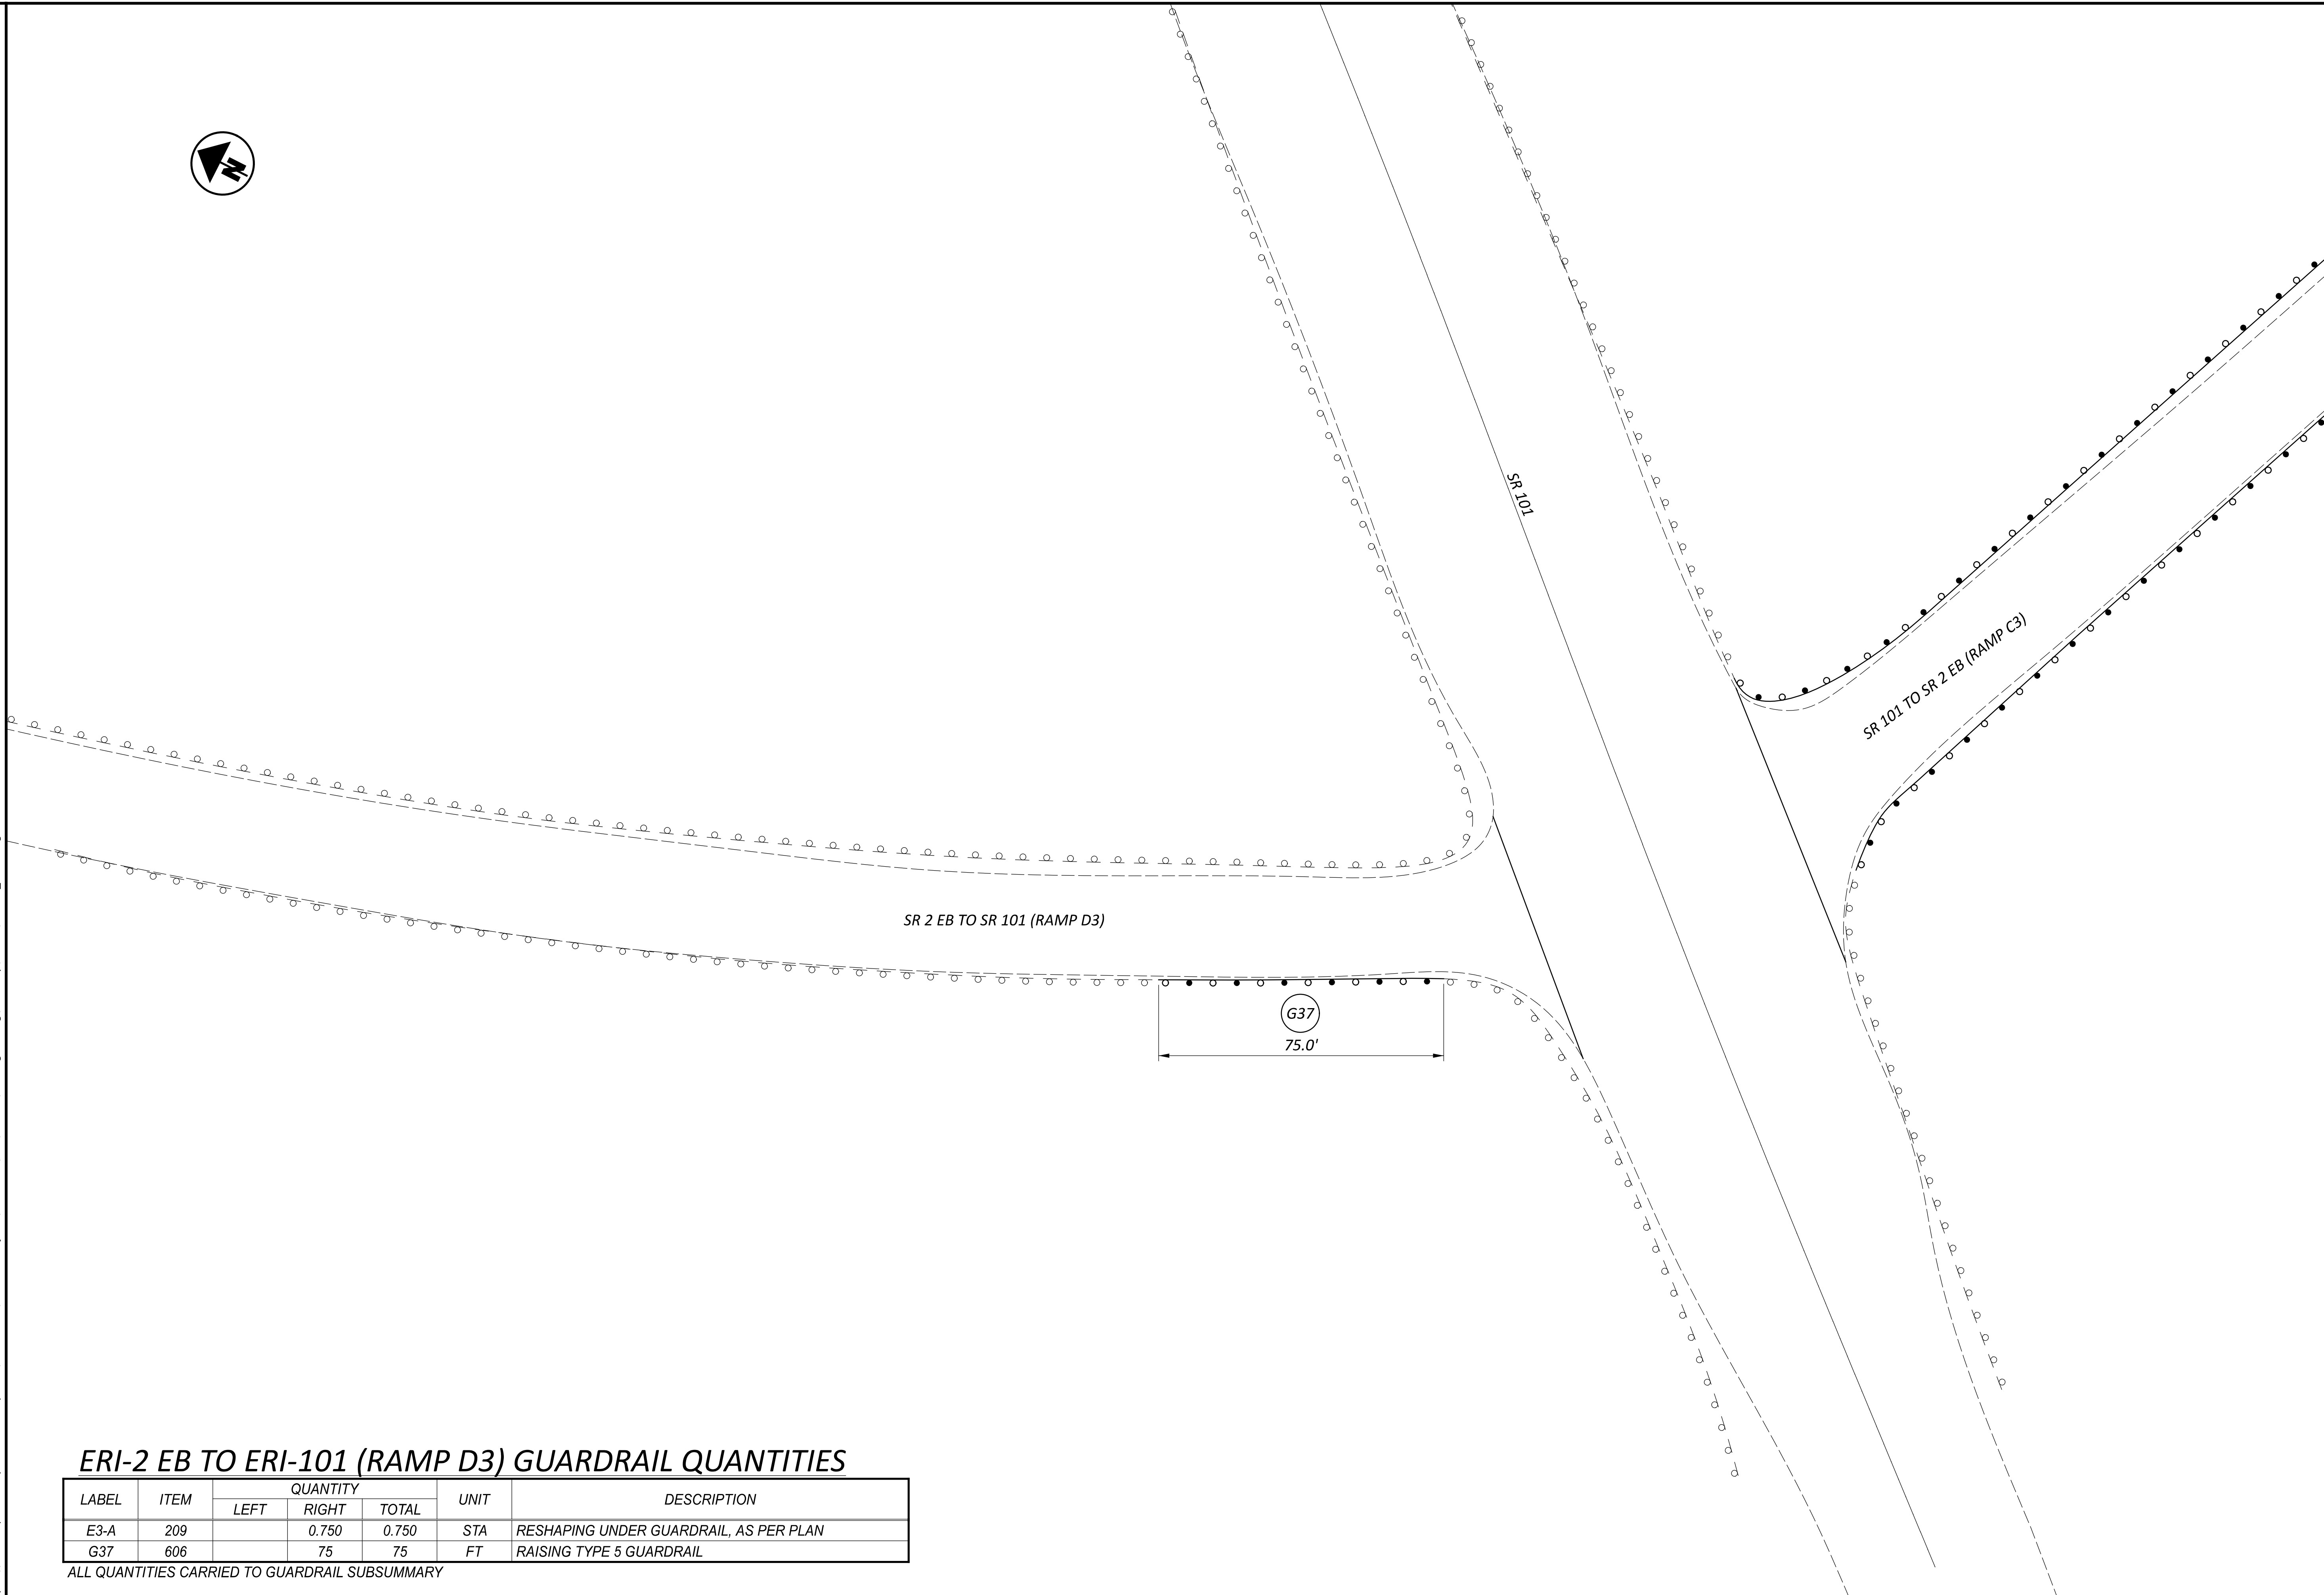 N
SR 101
SR 101 TO SR 2 EB (RAMP C3)
SR 2 EB TO SR 101 (RAMP D3)
G37
75.0'
ERI-2 EB TO ERI-101 (RAMP D3) GUARDRAIL QUANTITIES
LABEL ITEM QUANTITY UNIT DESCRIPTION
LEFT RIGHT TOTAL
E3-A 209 0.750 0.750 STA RESHAPING UNDER GUARDRAIL, AS PER PLAN
G37 606 75 75 FT RAISING TYPE 5 GUARDRAIL
ALL QUANTITIES CARRIED TO GUARDRAIL SUBSUMMARY